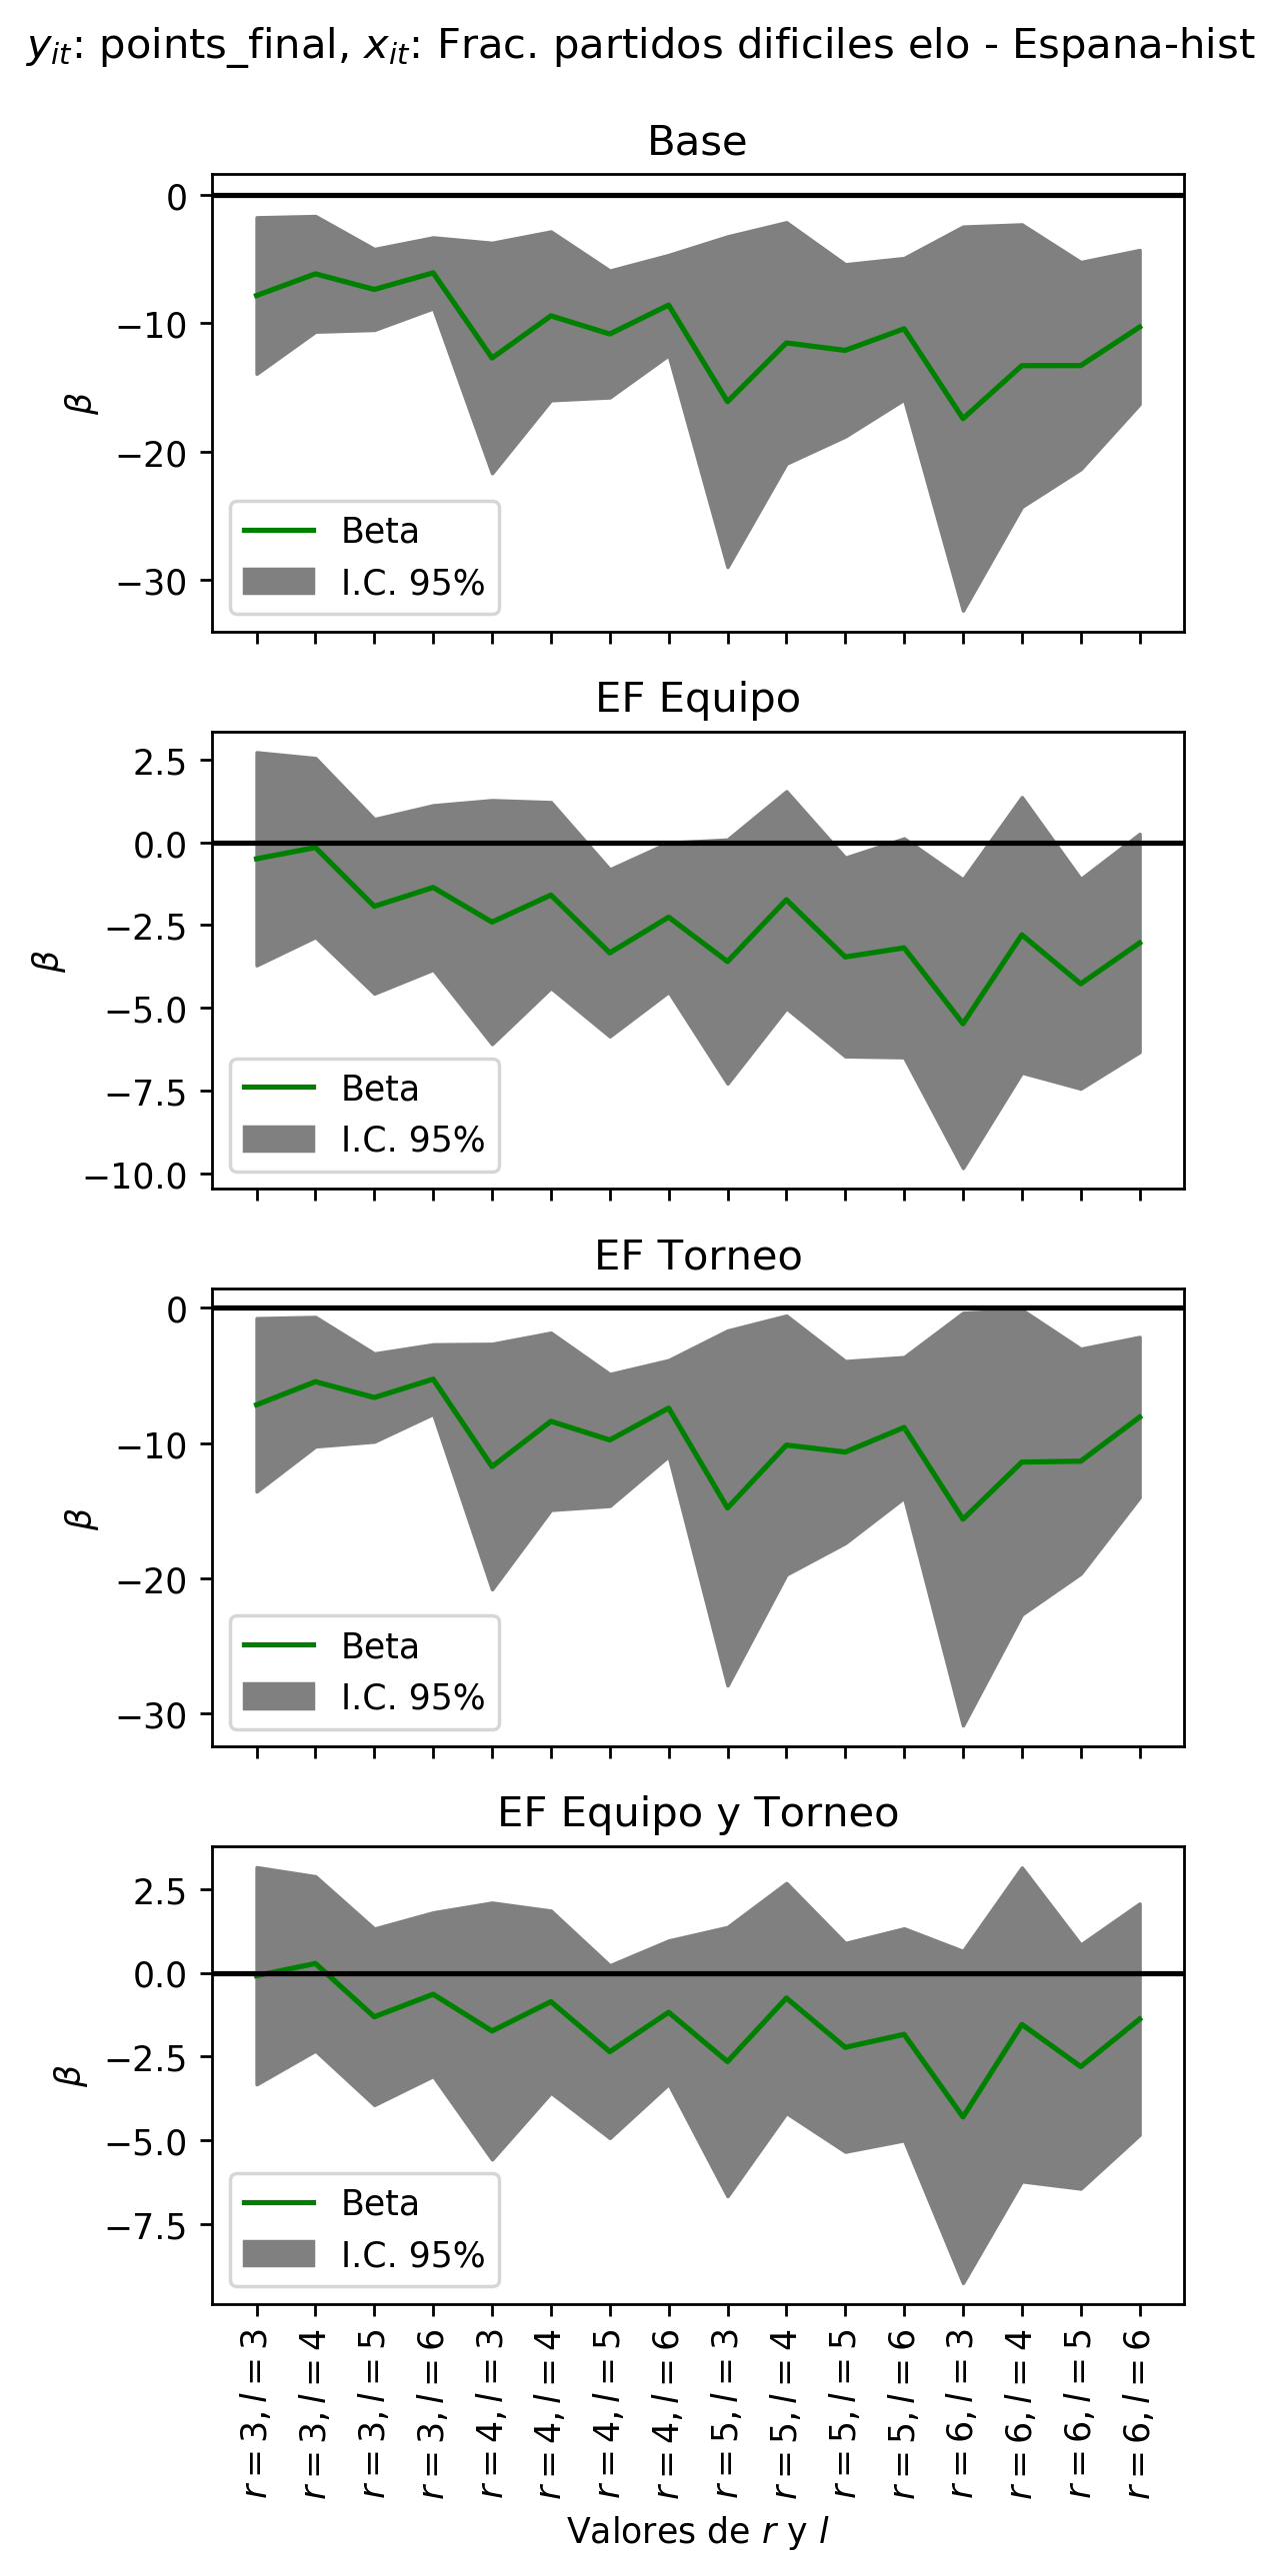 y_it: points_final, x_it: Frac. partidos dificiles elo - Espana-hist
Base
0
−10
−20
−30
β
Beta
I.C. 95%
EF Equipo
2.5
0.0
−2.5
−5.0
−7.5
−10.0
β
Beta
I.C. 95%
EF Torneo
0
−10
−20
−30
β
Beta
I.C. 95%
EF Equipo y Torneo
2.5
0.0
−2.5
−5.0
−7.5
β
Beta
I.C. 95%
r = 3, l = 3
r = 3, l = 4
r = 3, l = 5
r = 3, l = 6
r = 4, l = 3
r = 4, l = 4
r = 4, l = 5
r = 4, l = 6
r = 5, l = 3
r = 5, l = 4
r = 5, l = 5
r = 5, l = 6
r = 6, l = 3
r = 6, l = 4
r = 6, l = 5
r = 6, l = 6
Valores de r y l